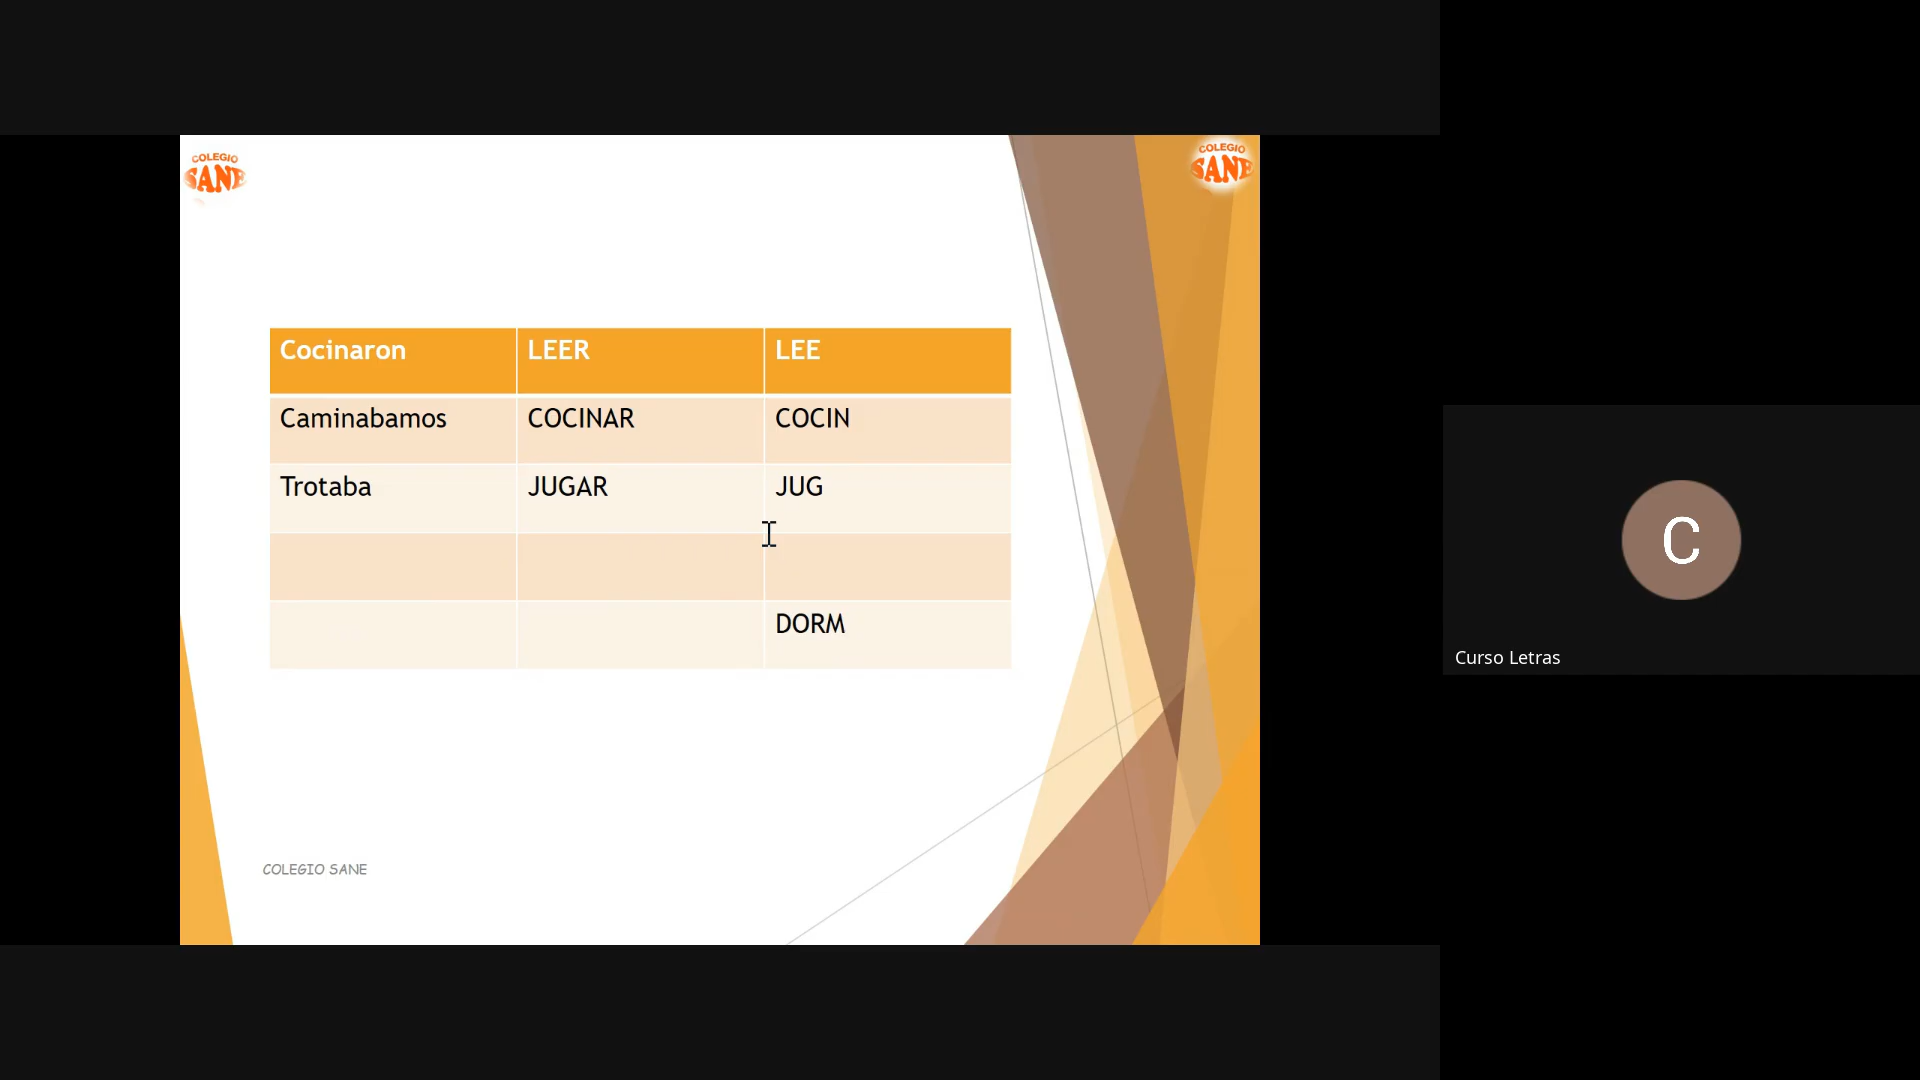 COLEGIO
SANE
COLEGIO
SANE
Cocinaron LEER LEE
Caminabamos COCINAR COCIN
Trotaba JUGAR JUG
DORM
COLEGIO SANE
C
Curso Letras